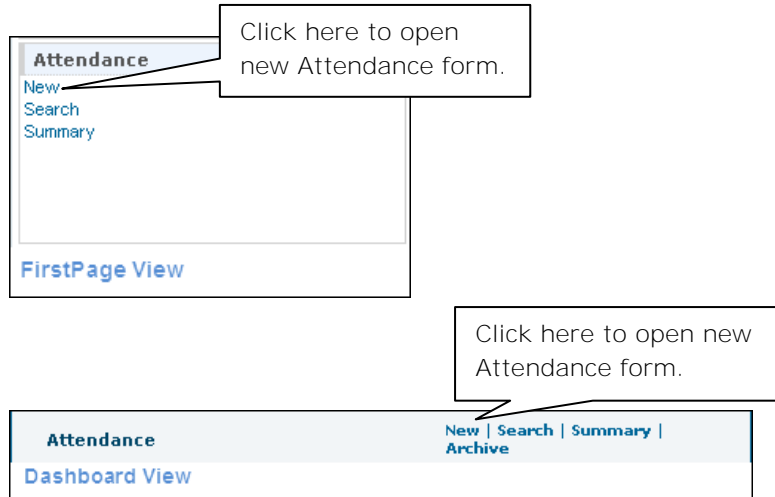 Click here to open
new Attendance form.
Attendance
New
Search
Summary
FirstPage View
Click here to open new
Attendance form.
Attendance
New | Search | Summary |
Archive
Dashboard View